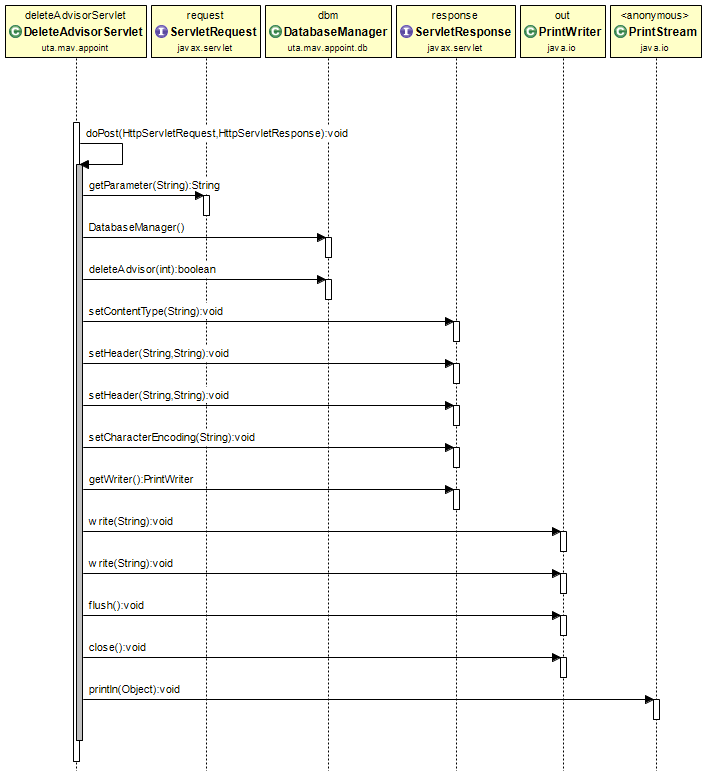 deleteAdvisorServlet
C DeleteAdvisorServlet
uta.mav.appoint
request
I ServletRequest
javax.servlet
dbm
C DatabaseManager
uta.mav.appoint.db
response
I ServletResponse
javax.servlet
out
C PrintWriter
java.io
<anonymous>
C PrintStream
java.io
doPost(HttpServletRequest,HttpServletResponse):void
getParameter(String):String
DatabaseManager()
deleteAdvisor(int):boolean
setContentType(String):void
setHeader(String,String):void
setHeader(String,String):void
setCharacterEncoding(String):void
getWriter():PrintWriter
write(String):void
write(String):void
flush():void
close():void
println(Object):void